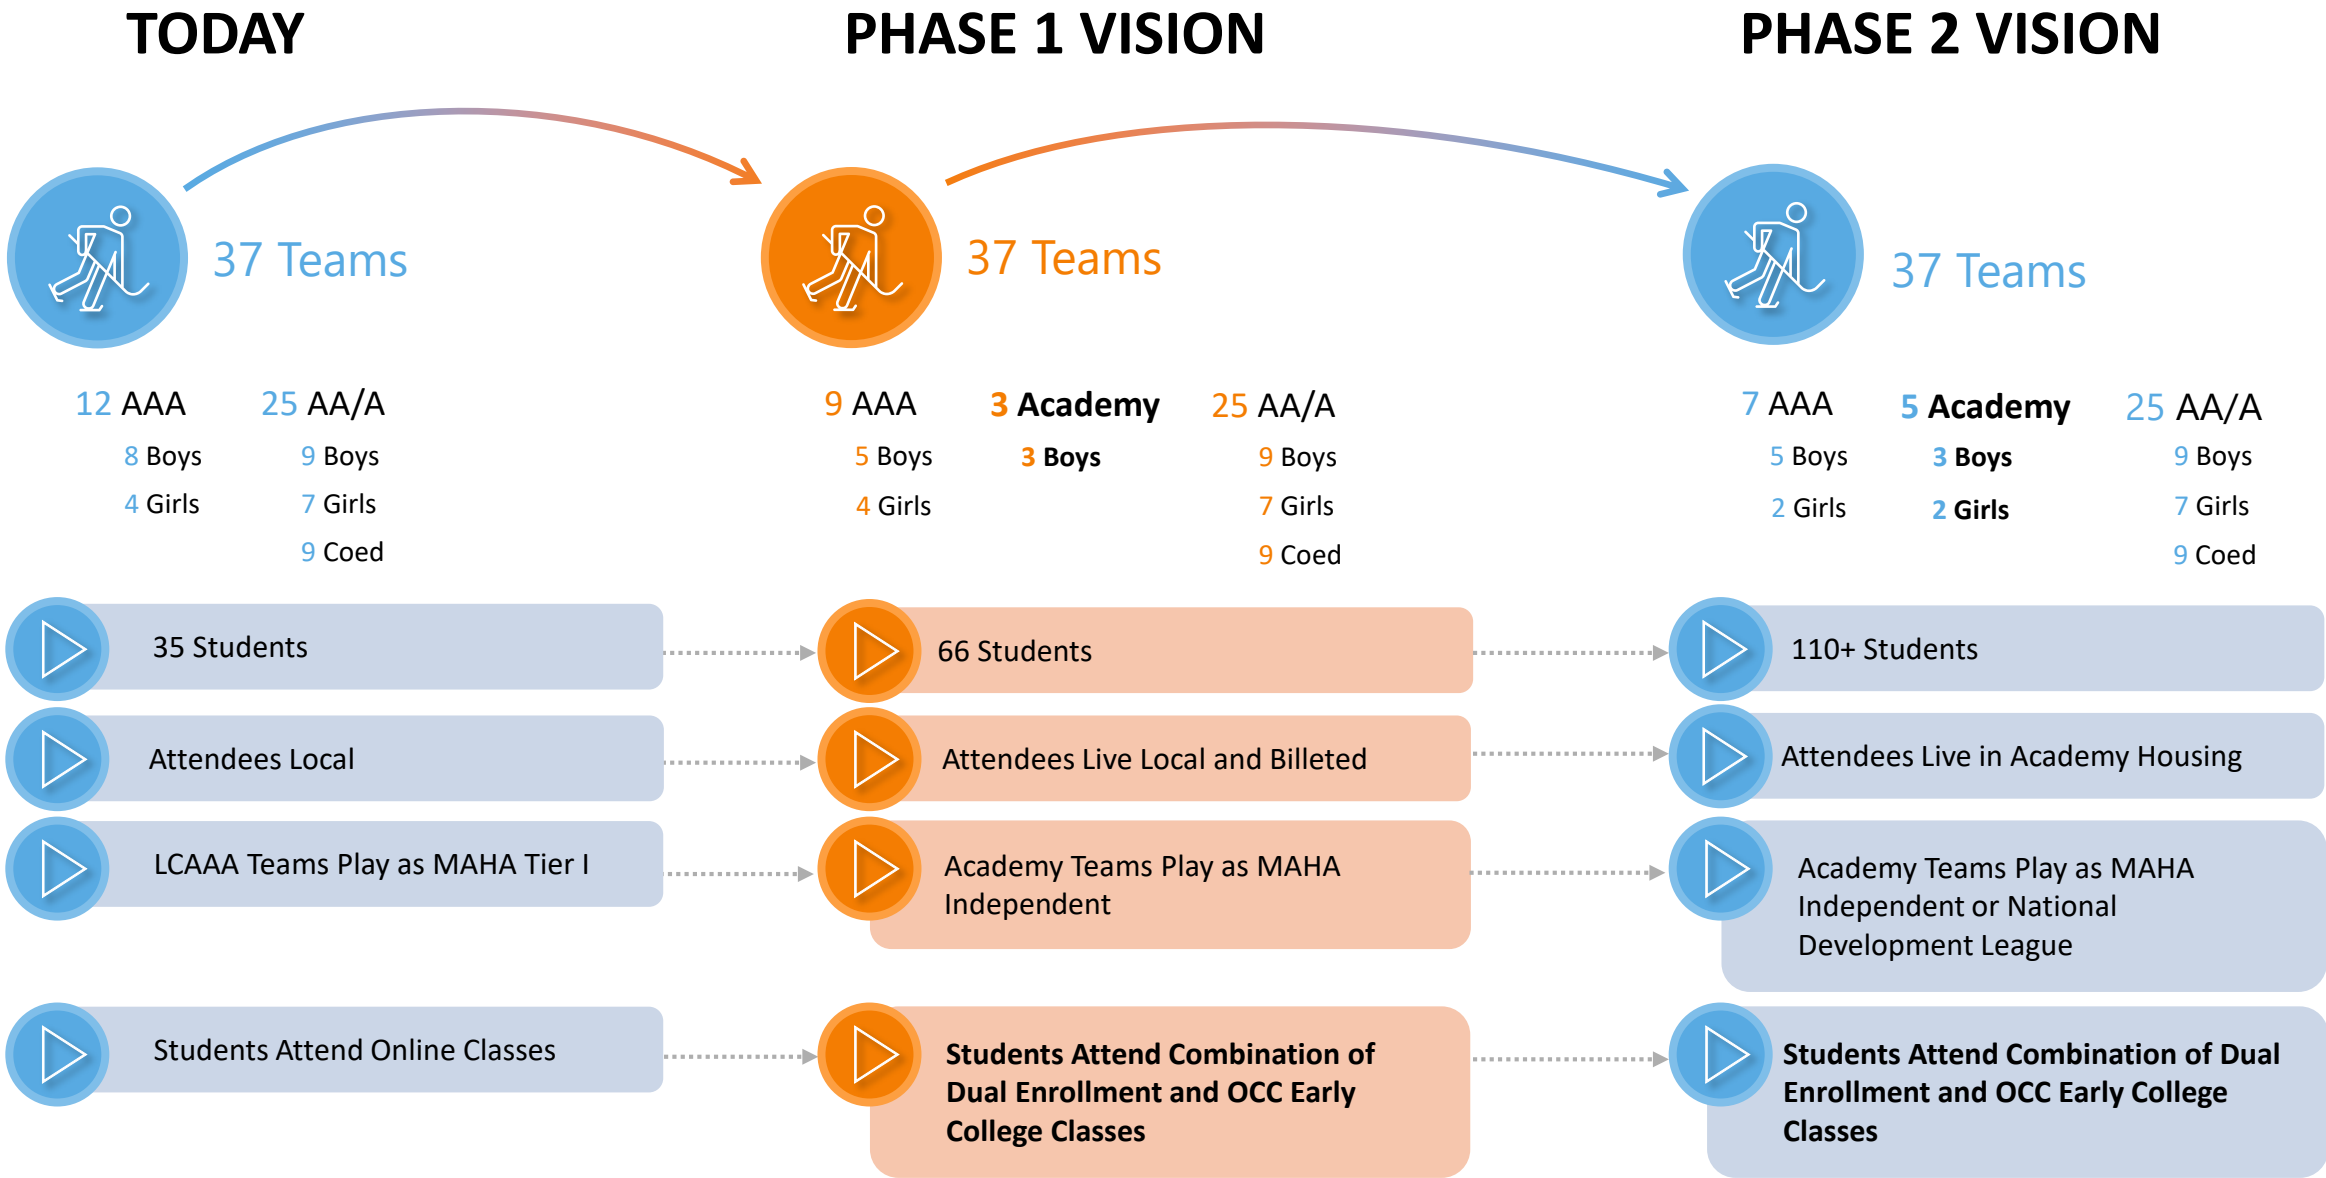 TODAY
37 Teams
12 AAA
8 Boys
4 Girls
25 AA/A
9 Boys
7 Girls
9 Coed
35 Students
Attendees Local
LCAAA Teams Play as MAHA Tier I
Students Attend Online Classes
PHASE 1 VISION
37 Teams
9 AAA
5 Boys
4 Girls
3 Academy
3 Boys
25 AA/A
9 Boys
7 Girls
9 Coed
66 Students
Attendees Live Local and Billeted
Academy Teams Play as MAHA
Independent
Students Attend Combination of
Dual Enrollment and OCC Early
College Classes
PHASE 2 VISION
37 Teams
7 AAA
5 Boys
2 Girls
5 Academy
3 Boys
2 Girls
25 AA/A
9 Boys
7 Girls
9 Coed
110+ Students
Attendees Live in Academy Housing
Academy Teams Play as MAHA
Independent or National
Development League
Students Attend Combination of Dual
Enrollment and OCC Early College
Classes